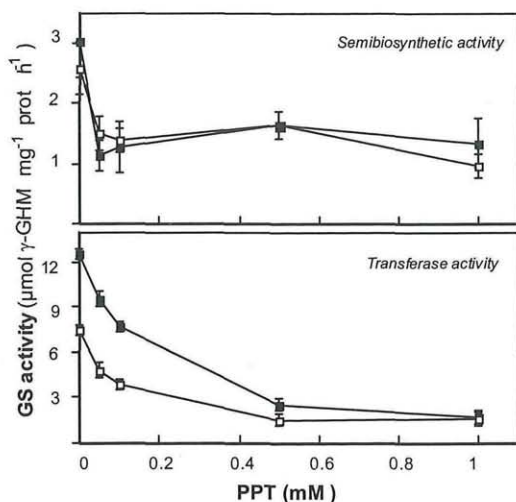 GS activity (µmol γ-GHM mg⁻¹ prot h̄¹)
3
Semibiosynthetic activity
2
1
12
Transferase activity
9
6
3
0 0.2 0.4 0.6 0.8 1
PPT (mM)